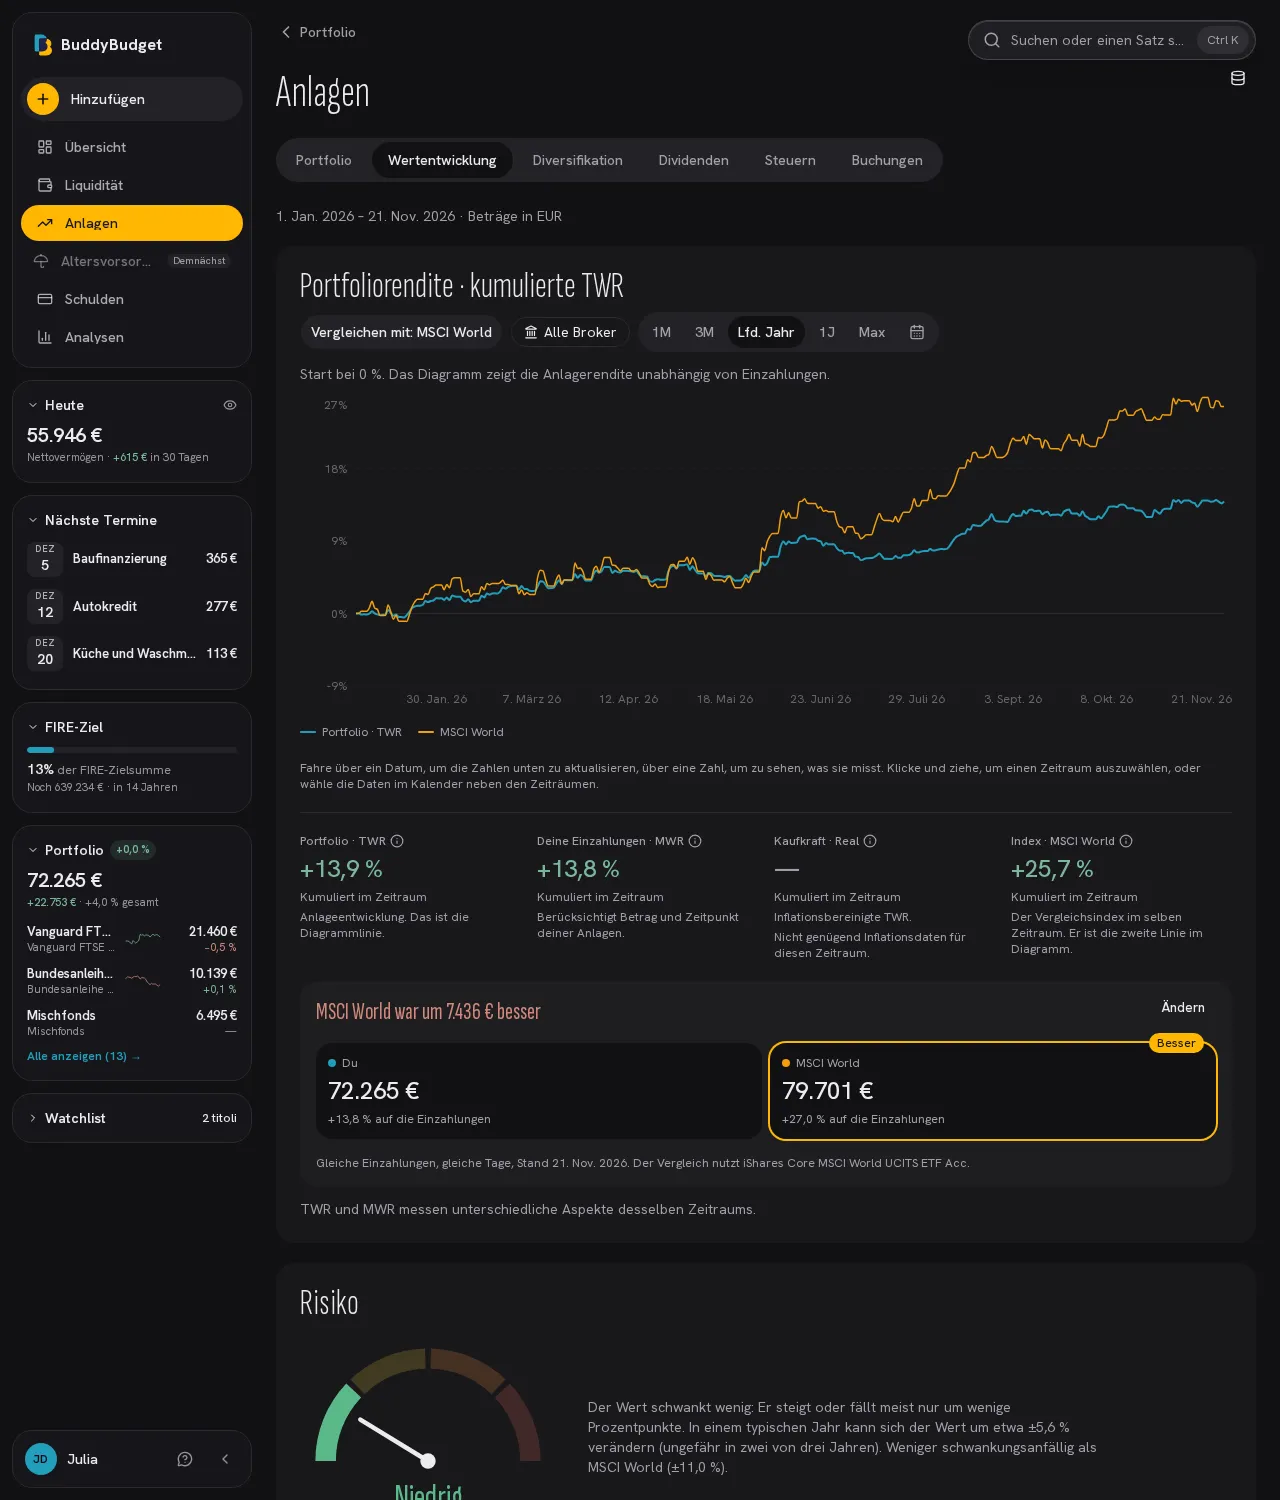 BuddyBudget
Hinzufügen
Übersicht
Liquidität
Anlagen
Altersvorsor... Demnächst
Schulden
Analysen
Heute
55.946 €
Nettovermögen · +615 € in 30 Tagen
Nächste Termine
DEZ
5
Baufinanzierung 365 €
DEZ
12
Autokredit 277 €
DEZ
20
Küche und Waschm... 113 €
FIRE-Ziel
13% der FIRE-Zielsumme
Noch 639.234 € · in 14 Jahren
Portfolio +0,0 %
72.265 €
+22.753 € · +4,0 % gesamt
Vanguard FT... 21.460 €
Vanguard FTSE ... -0,5 %
Bundesanleih... 10.139 €
Bundesanleihe ... +0,1 %
Mischfonds 6.495 €
Mischfonds —
Alle anzeigen (13) →
Watchlist 2 titoli
JD Julia
Portfolio
Suchen oder einen Satz s... Ctrl K
Anlagen
Portfolio Wertentwicklung Diversifikation Dividenden Steuern Buchungen
1. Jan. 2026 – 21. Nov. 2026 · Beträge in EUR
Portfoliorendite · kumulierte TWR
Vergleichen mit: MSCI World Alle Broker 1M 3M Lfd. Jahr 1J Max
Start bei 0 %. Das Diagramm zeigt die Anlagerendite unabhängig von Einzahlungen.
27%
18%
9%
0%
-9%
30. Jan. 26 7. März 26 12. Apr. 26 18. Mai 26 23. Juni 26 29. Juli 26 3. Sept. 26 8. Okt. 26 21. Nov. 26
Portfolio · TWR MSCI World
Fahre über ein Datum, um die Zahlen unten zu aktualisieren, über eine Zahl, um zu sehen, was sie misst. Klicke und ziehe, um einen Zeitraum auszuwählen, oder
wähle die Daten im Kalender neben den Zeiträumen.
Portfolio · TWR
+13,9 %
Kumuliert im Zeitraum
Anlageentwicklung. Das ist die
Diagrammlinie.
Deine Einzahlungen · MWR
+13,8 %
Kumuliert im Zeitraum
Berücksichtigt Betrag und Zeitpunkt
deiner Anlagen.
Kaufkraft · Real
—
Kumuliert im Zeitraum
Inflationsbereinigte TWR.
Nicht genügend Inflationsdaten für
diesen Zeitraum.
Index · MSCI World
+25,7 %
Kumuliert im Zeitraum
Der Vergleichsindex im selben
Zeitraum. Er ist die zweite Linie im
Diagramm.
MSCI World war um 7.436 € besser
Ändern
Du
72.265 €
+13,8 % auf die Einzahlungen
Besser
MSCI World
79.701 €
+27,0 % auf die Einzahlungen
Gleiche Einzahlungen, gleiche Tage, Stand 21. Nov. 2026. Der Vergleich nutzt iShares Core MSCI World UCITS ETF Acc.
TWR und MWR messen unterschiedliche Aspekte desselben Zeitraums.
Risiko
Niedrig
Der Wert schwankt wenig: Er steigt oder fällt meist nur um wenige
Prozentpunkte. In einem typischen Jahr kann sich der Wert um etwa ±5,6 %
verändern (ungefähr in zwei von drei Jahren). Weniger schwankungsanfällig als
MSCI World (±11,0 %).